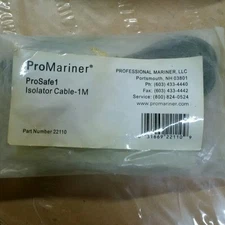 ProMariner®
ProSafe1
Isolator Cable-1M
Part Number 22110
PROFESSIONAL MARINER, LLC
Portsmouth, NH 03801
Ph: (603) 433-4440
Fax: (603) 433-4442
Service: (800) 824-0524
www.promariner.com